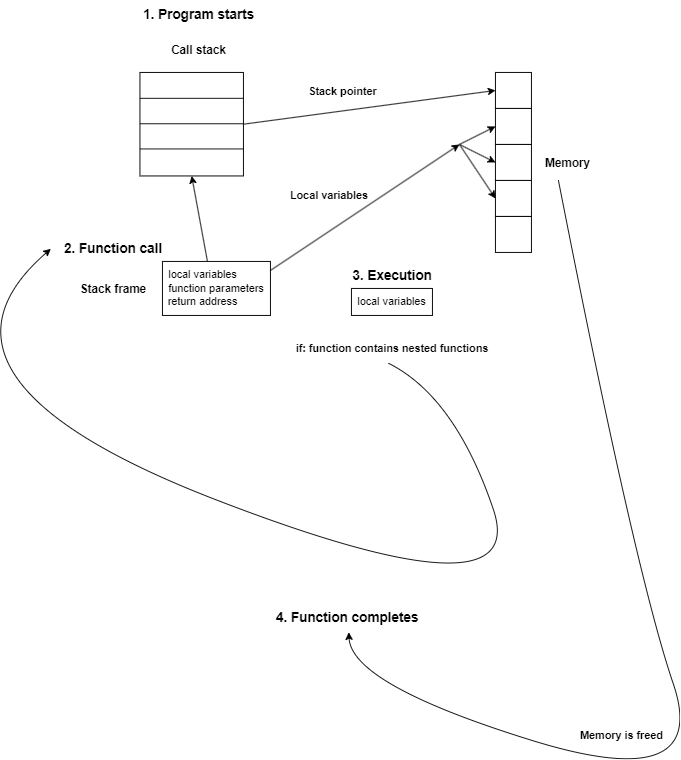 1. Program starts
Call stack
Stack pointer
Memory
Local variables
2. Function call
Stack frame
local variables
function parameters
return address
3. Execution
local variables
if: function contains nested functions
4. Function completes
Memory is freed